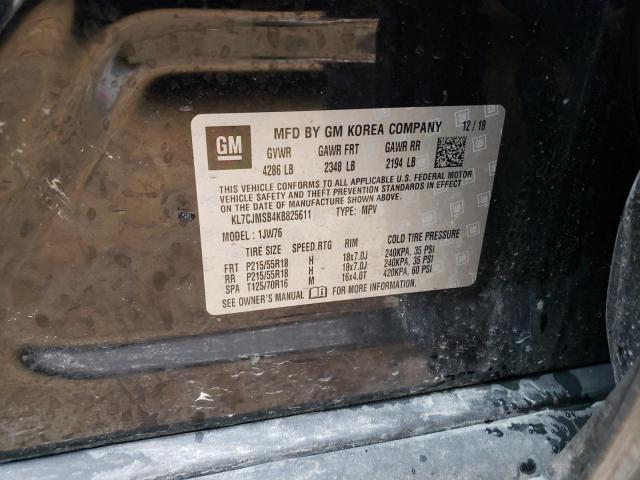 GM
MFD BY GM KOREA COMPANY 12 / 18
GVWR GAWR FRT GAWR RR
4286 LB 2348 LB 2194 LB
THIS VEHICLE CONFORMS TO ALL APPLICABLE U.S. FEDERAL MOTOR
VEHICLE SAFETY AND THEFT PREVENTION STANDARDS IN EFFECT
ON THE DATE OF MANUFACTURE SHOWN ABOVE.
KL7CJMSB4KB825611 TYPE: MPV
MODEL: 1JW76
TIRE SIZE SPEED.RTG RIM COLD TIRE PRESSURE
FRT P215/55R18 H 18x7.0J 240KPA, 35 PSI
RR P215/55R18 H 18x7.0J 240KPA, 35 PSI
SPA T125/70R16 M 16x4.0T 420KPA, 60 PSI
SEE OWNER'S MANUAL FOR MORE INFORMATION.